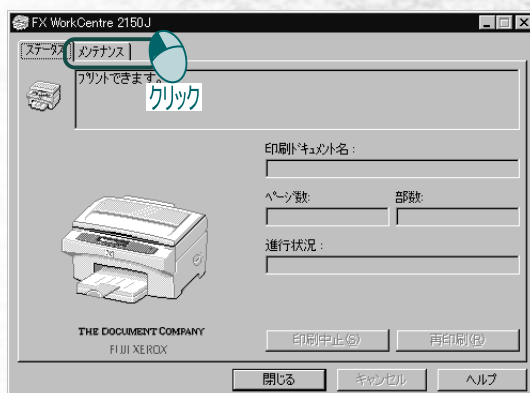 FX WorkCentre 2150J
ステータス メンテナンス
プリントできます。
クリック
印刷ドキュメント名：
ページ数: 部数:
進行状況：
THE DOCUMENT COMPANY
FUJI XEROX
印刷中止(S) 再印刷(R)
閉じる キャンセル ヘルプ